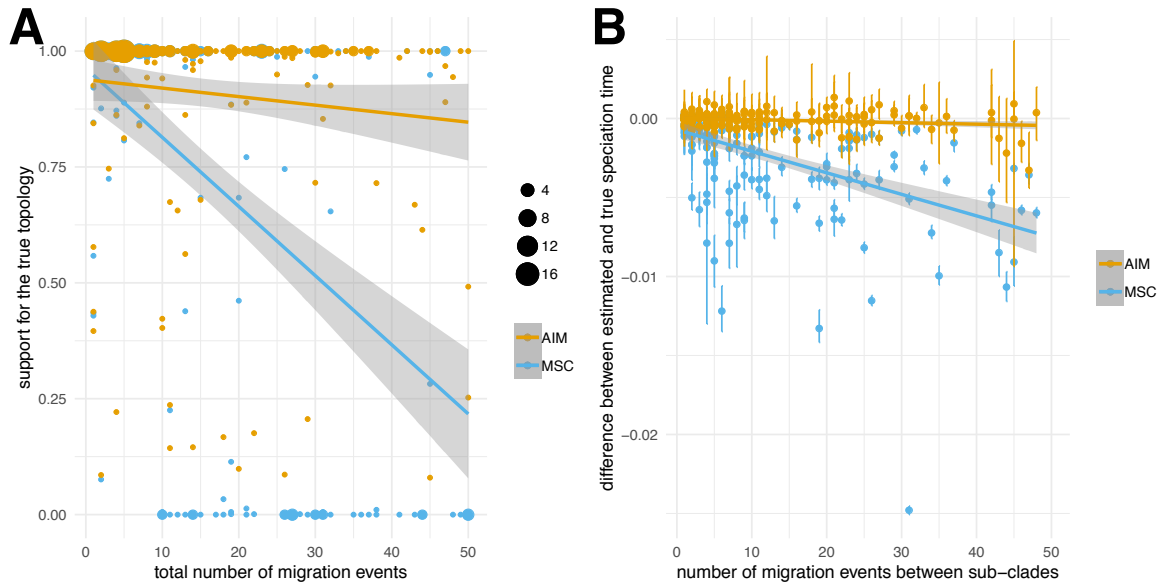 A
support for the true topology
1.00
0.75
0.50
0.25
0.00
0
10
20
30
40
50
total number of migration events
4
8
12
16
AIM
MSC
B
difference between estimated and true speciation time
0.00
−0.01
−0.02
0
10
20
30
40
50
number of migration events between sub−clades
AIM
MSC